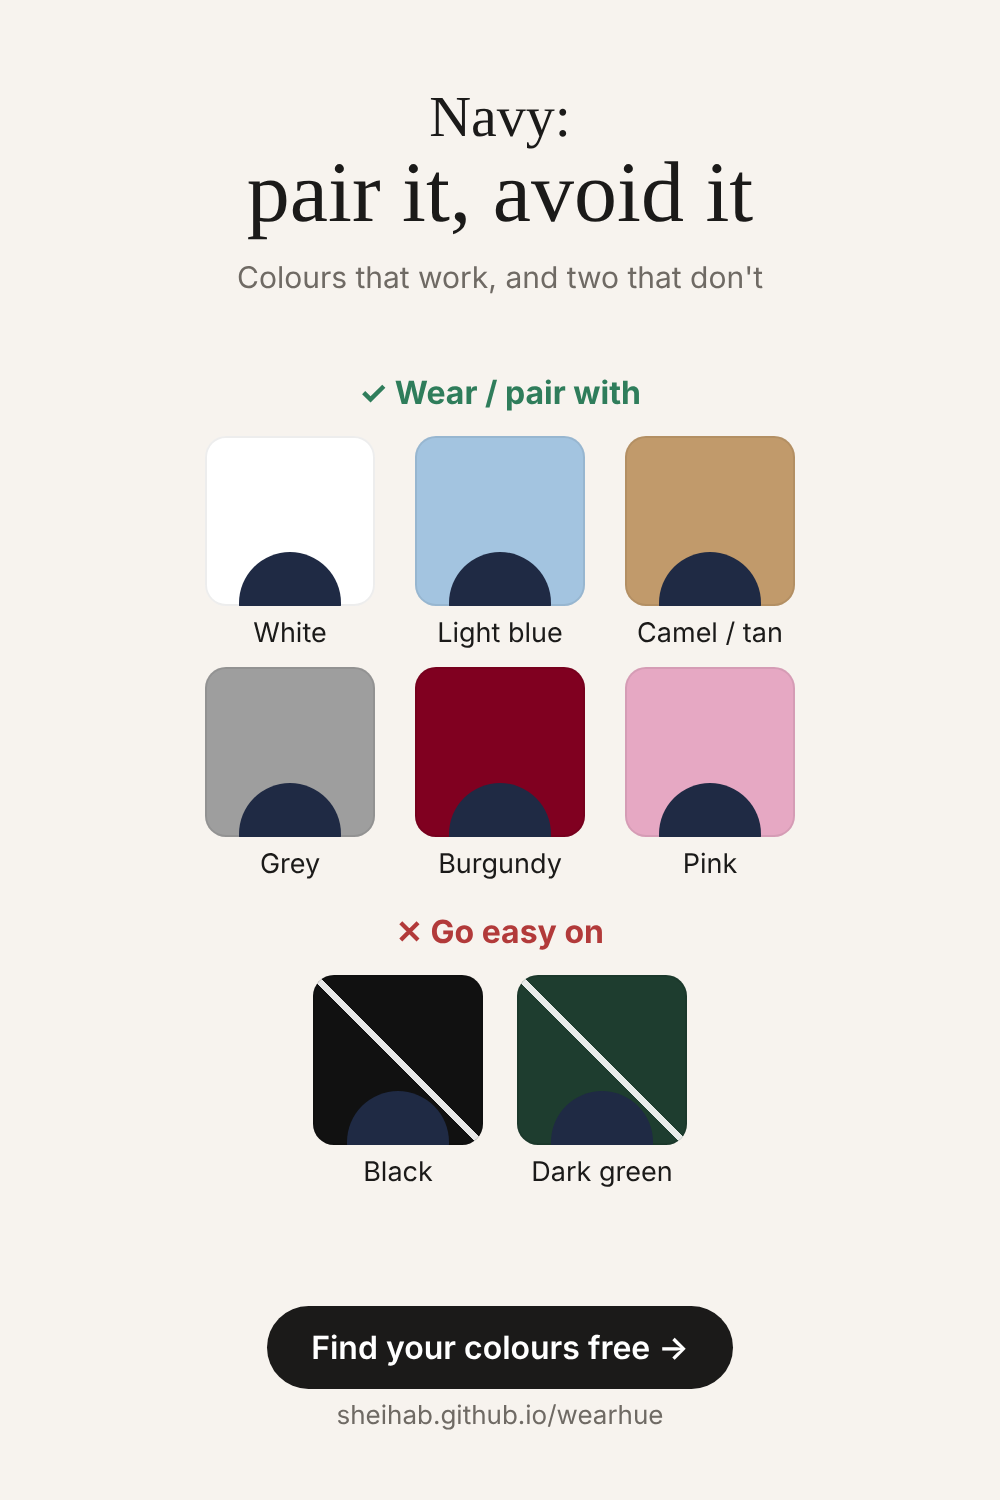 Navy:
pair it, avoid it
Colours that work, and two that don't
✓ Wear / pair with
White
Light blue
Camel / tan
Grey
Burgundy
Pink
✕ Go easy on
Black
Dark green
Find your colours free →
sheihab.github.io/wearhue